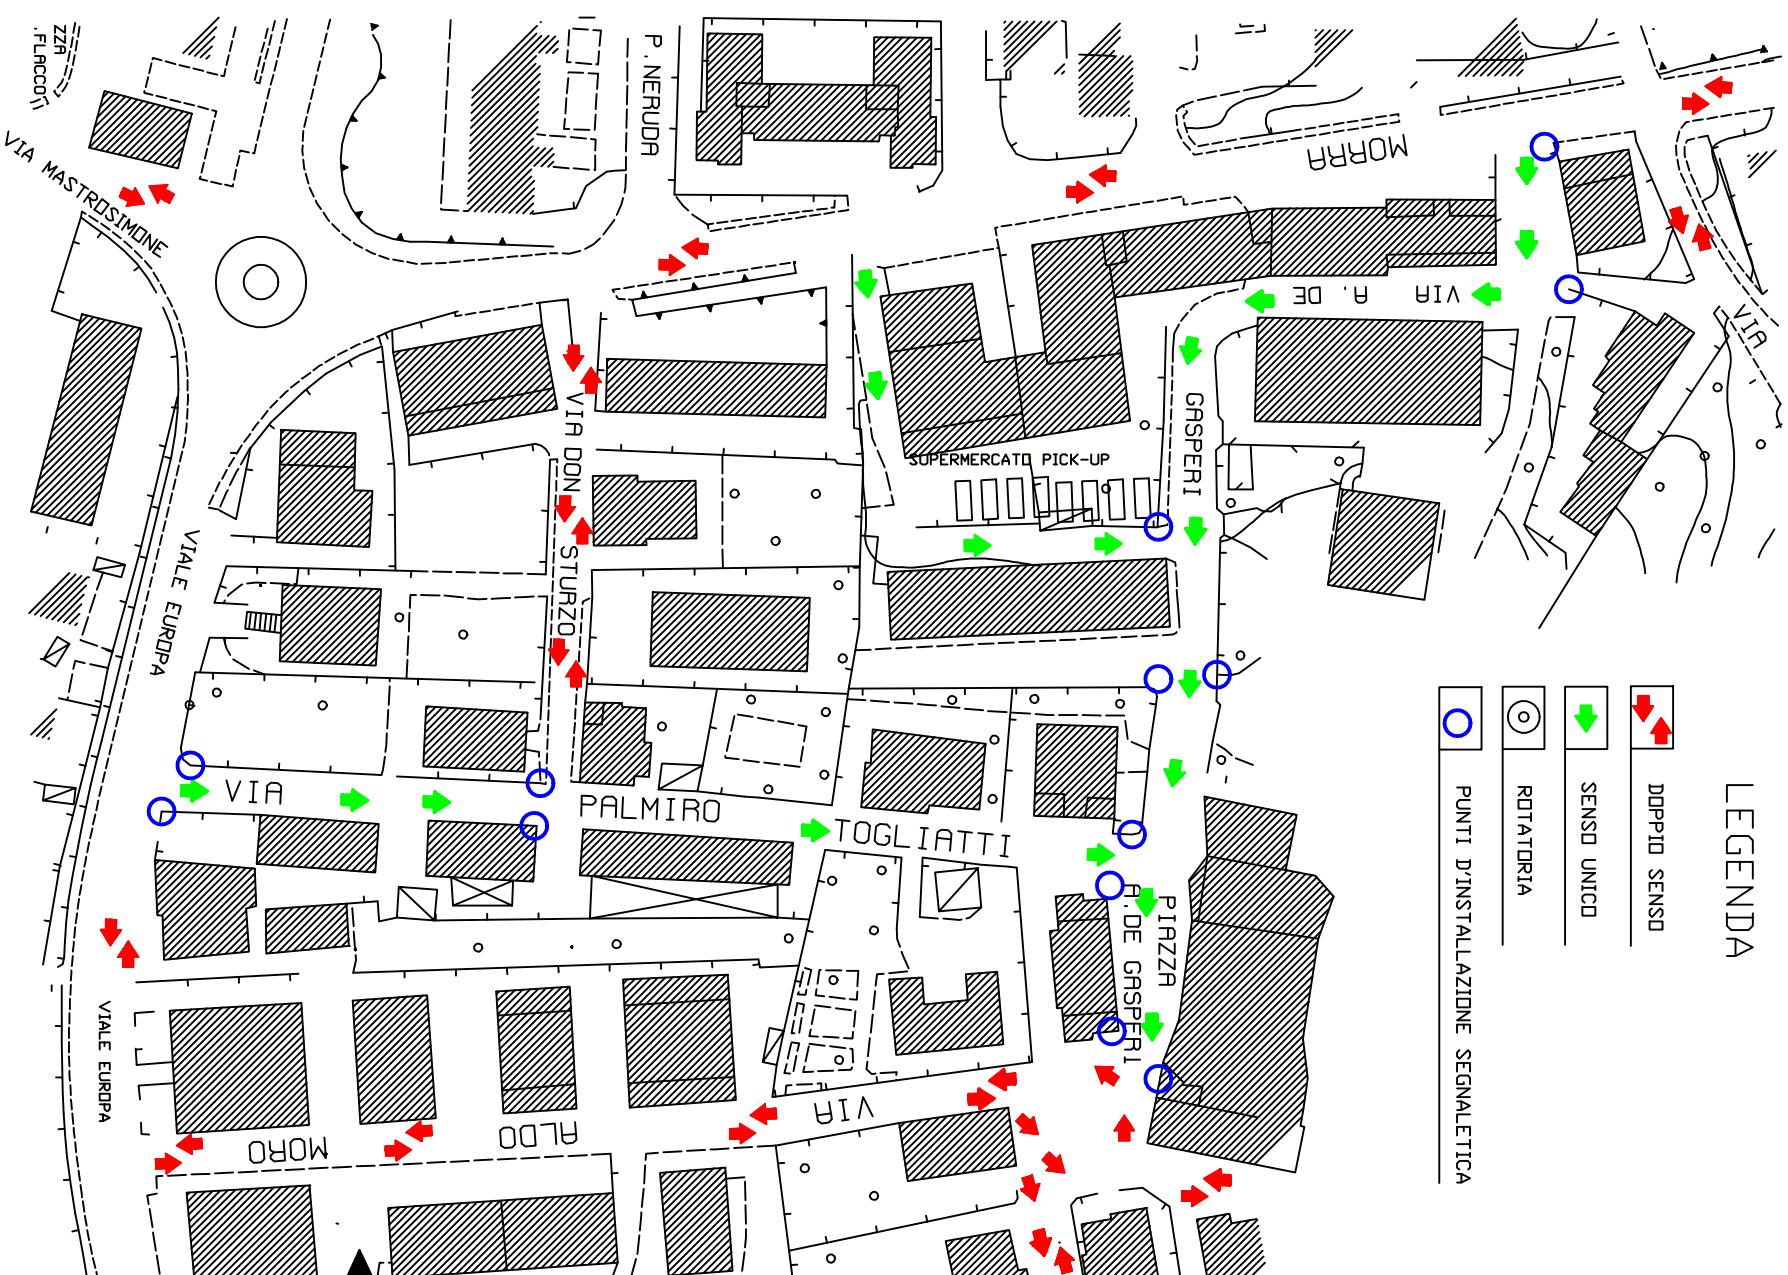 ZZA
.FLACCO
VIA MASTROSIMONE
P.NERUDA
MORRA
VIA A. DE
GASPERI
VIA
SUPERMERCATO PICK-UP
VIA DON STURZO
VIALE EUROPA
VIA PALMIRO TOGLIATTI
PIAZZA
A.DE GASPERI
VIALE EUROPA
VIA ALDO MORO
LEGENDA
DOPPIO SENSO
SENSO UNICO
ROTATORIA
PUNTI D'INSTALLAZIONE SEGNALETICA